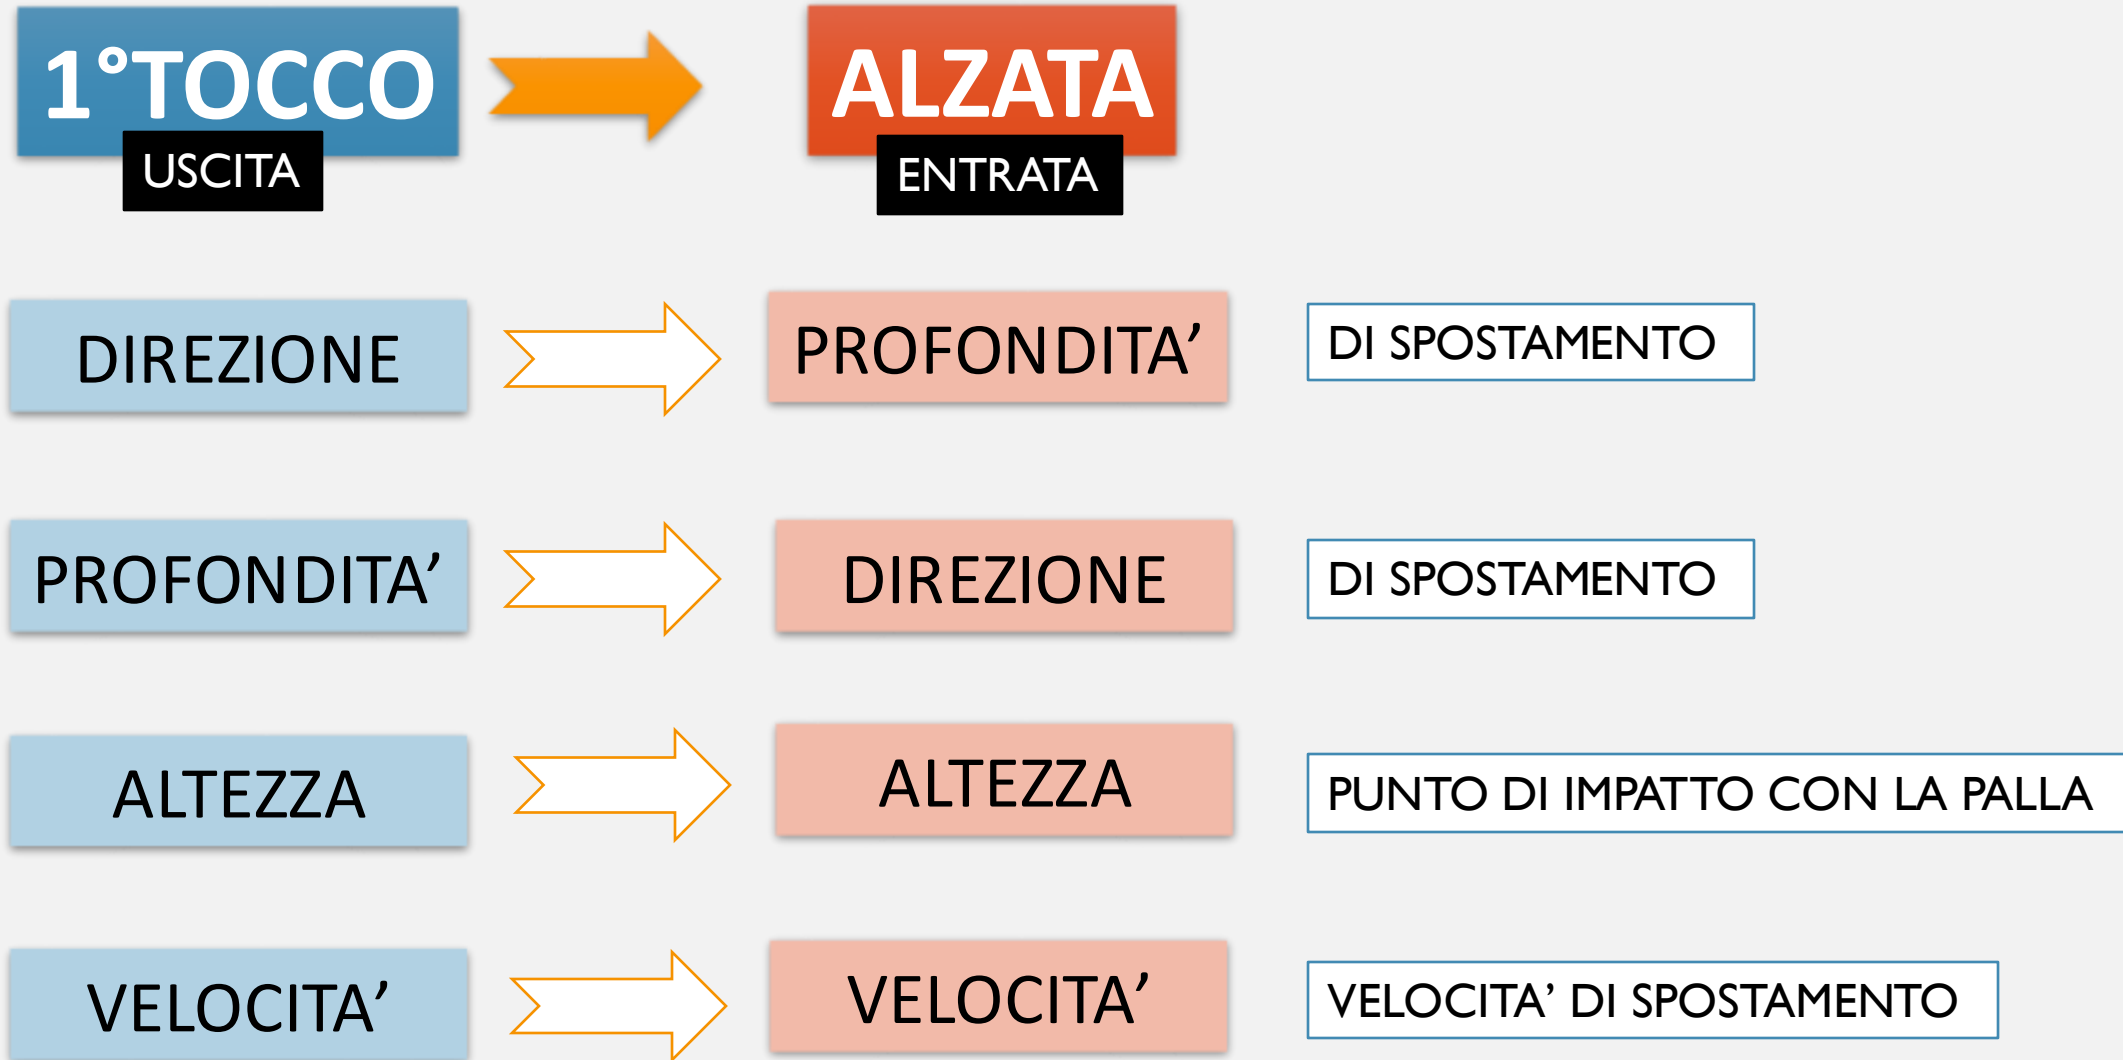 1°TOCCO
ALZATA
USCITA
ENTRATA
DIREZIONE
PROFONDITA’
DI SPOSTAMENTO
PROFONDITA’
DIREZIONE
DI SPOSTAMENTO
ALTEZZA
ALTEZZA
PUNTO DI IMPATTO CON LA PALLA
VELOCITA’
VELOCITA’
VELOCITA’ DI SPOSTAMENTO